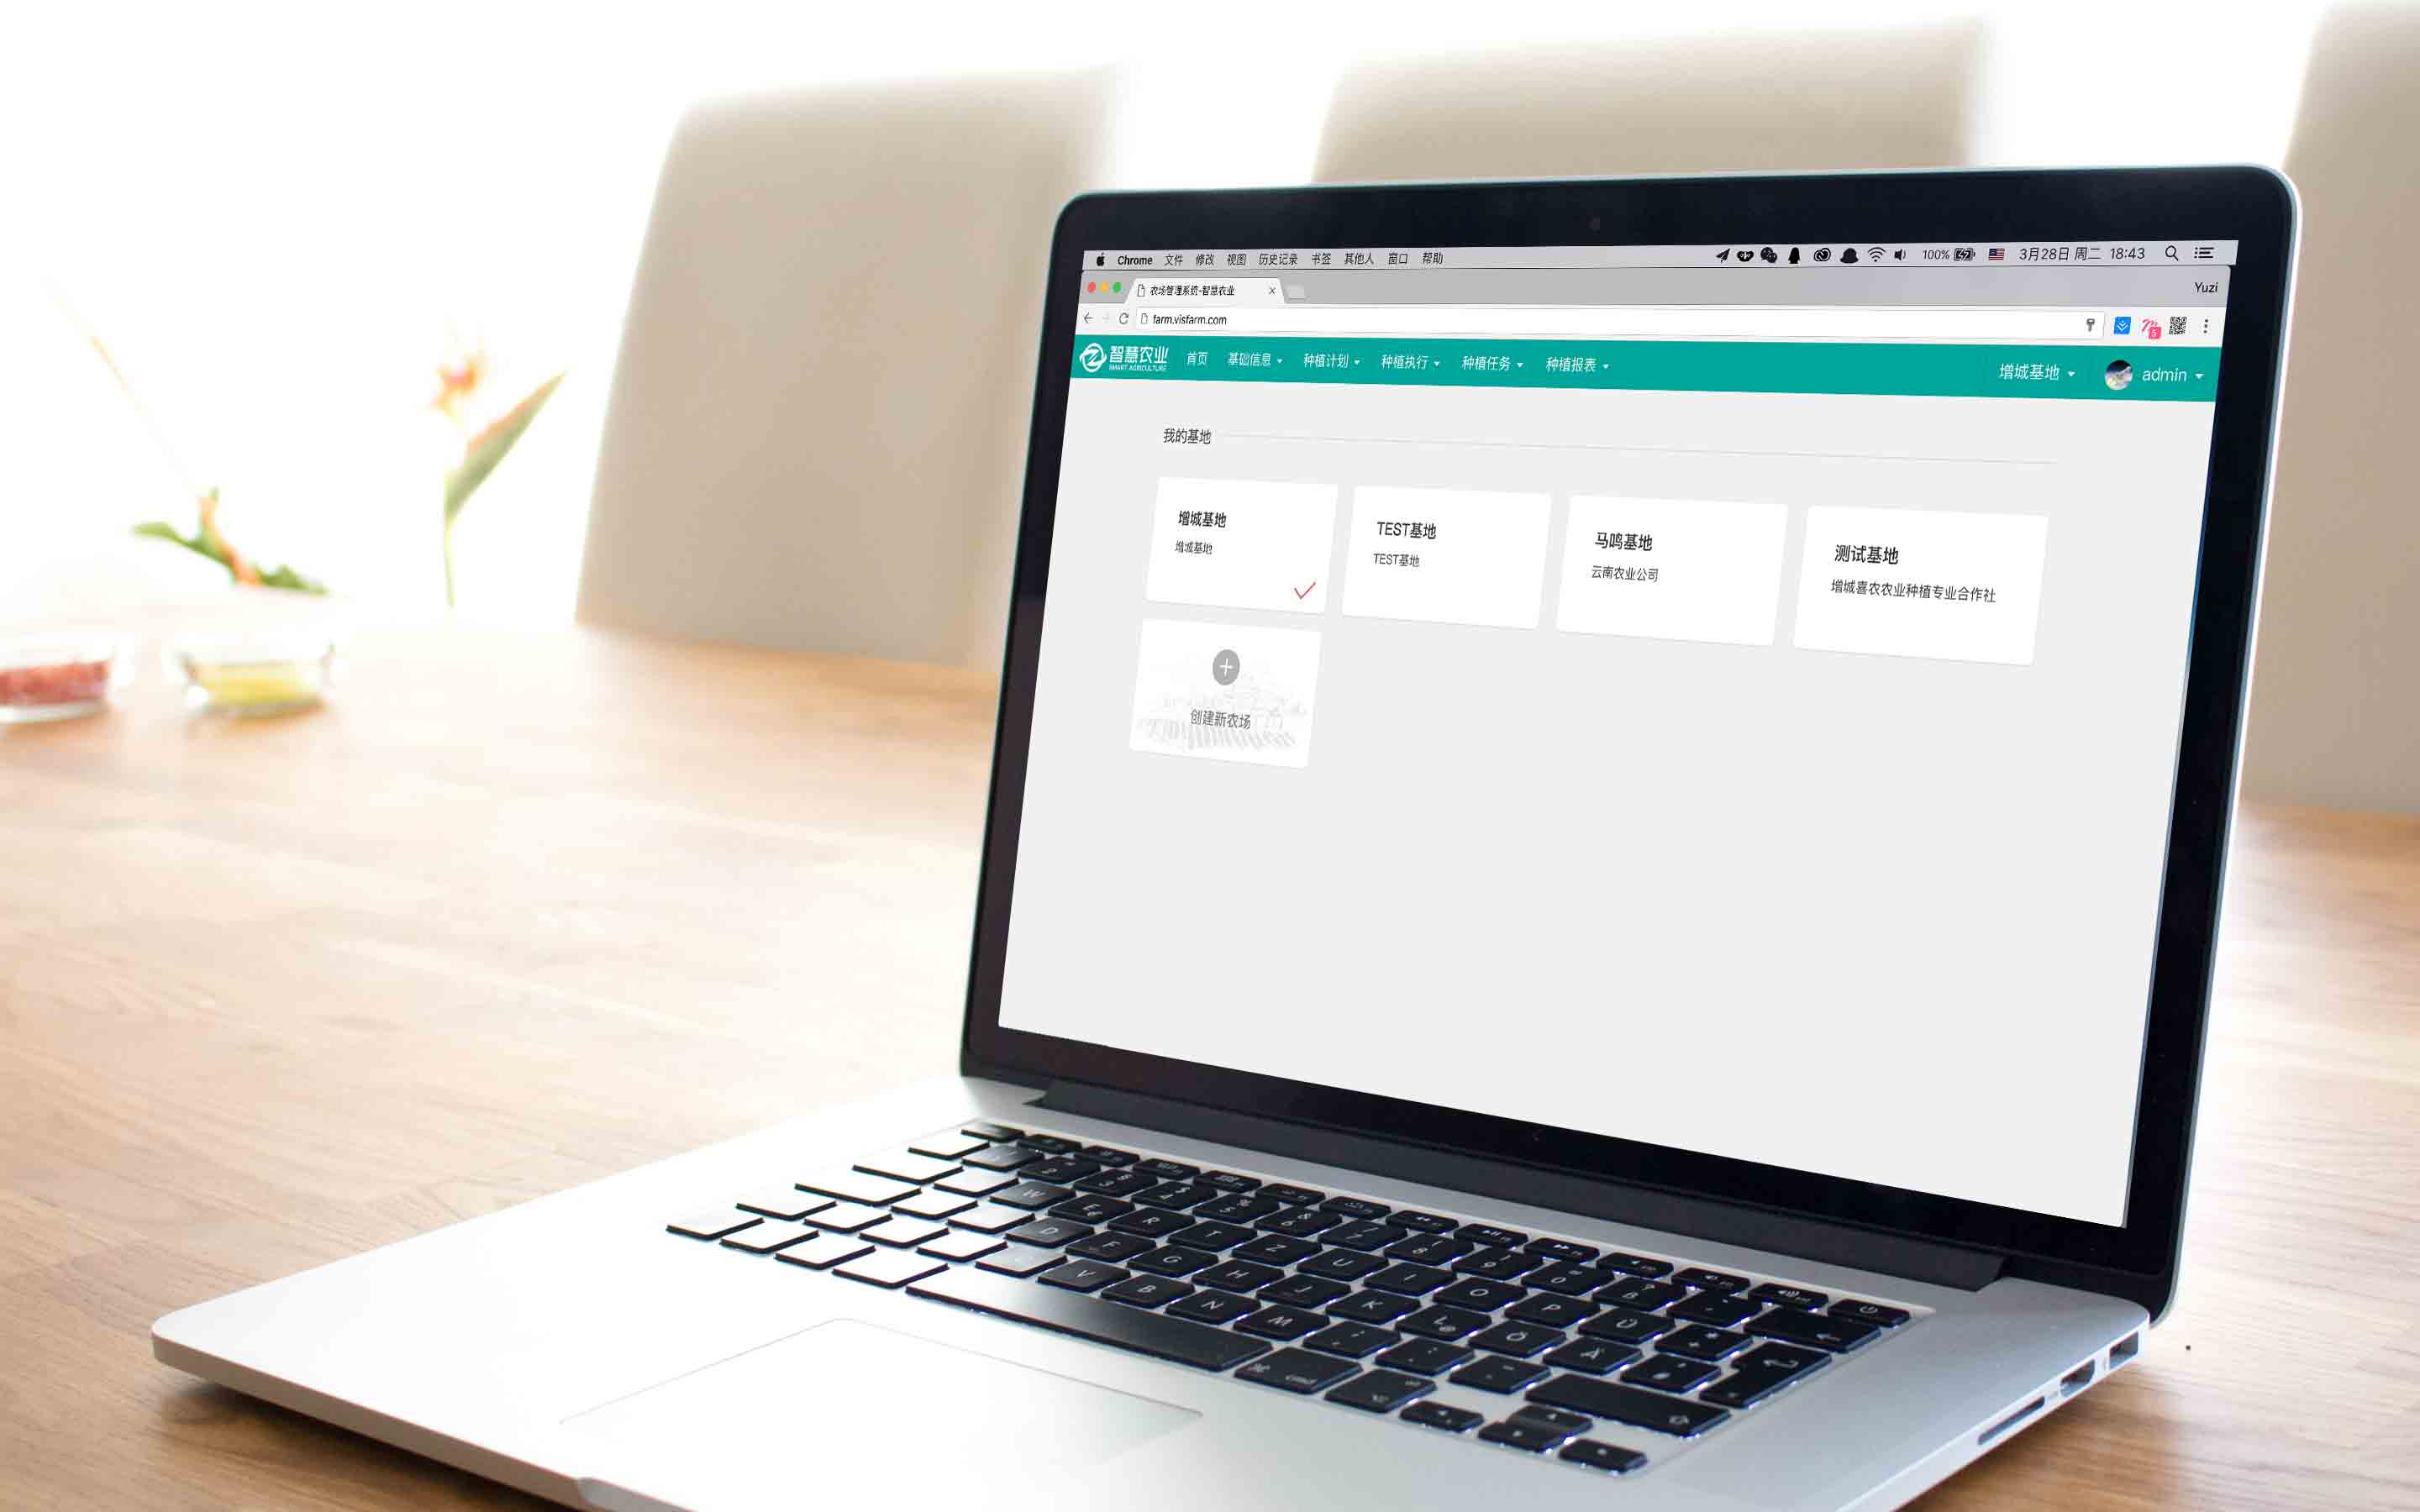 Chrome 文件 修改 视图 历史记录 书签 其他人 窗口 帮助 100% 3月28日 周二 18:43
农场管理系统-智慧农业 Yuzi
farm.visfarm.com
5
智慧农业
SMART AGRICULTURE
首页 基础信息 种植计划 种植执行 种植任务 种植报表 增城基地 admin
我的基地
增城基地
增城基地
TEST基地
TEST基地
马鸣基地
云南农业公司
测试基地
增城喜农农业种植专业合作社
创建新农场
W E R T Z U I O P Ü
D F G H J K L Ö Ä
V B N M
cmd